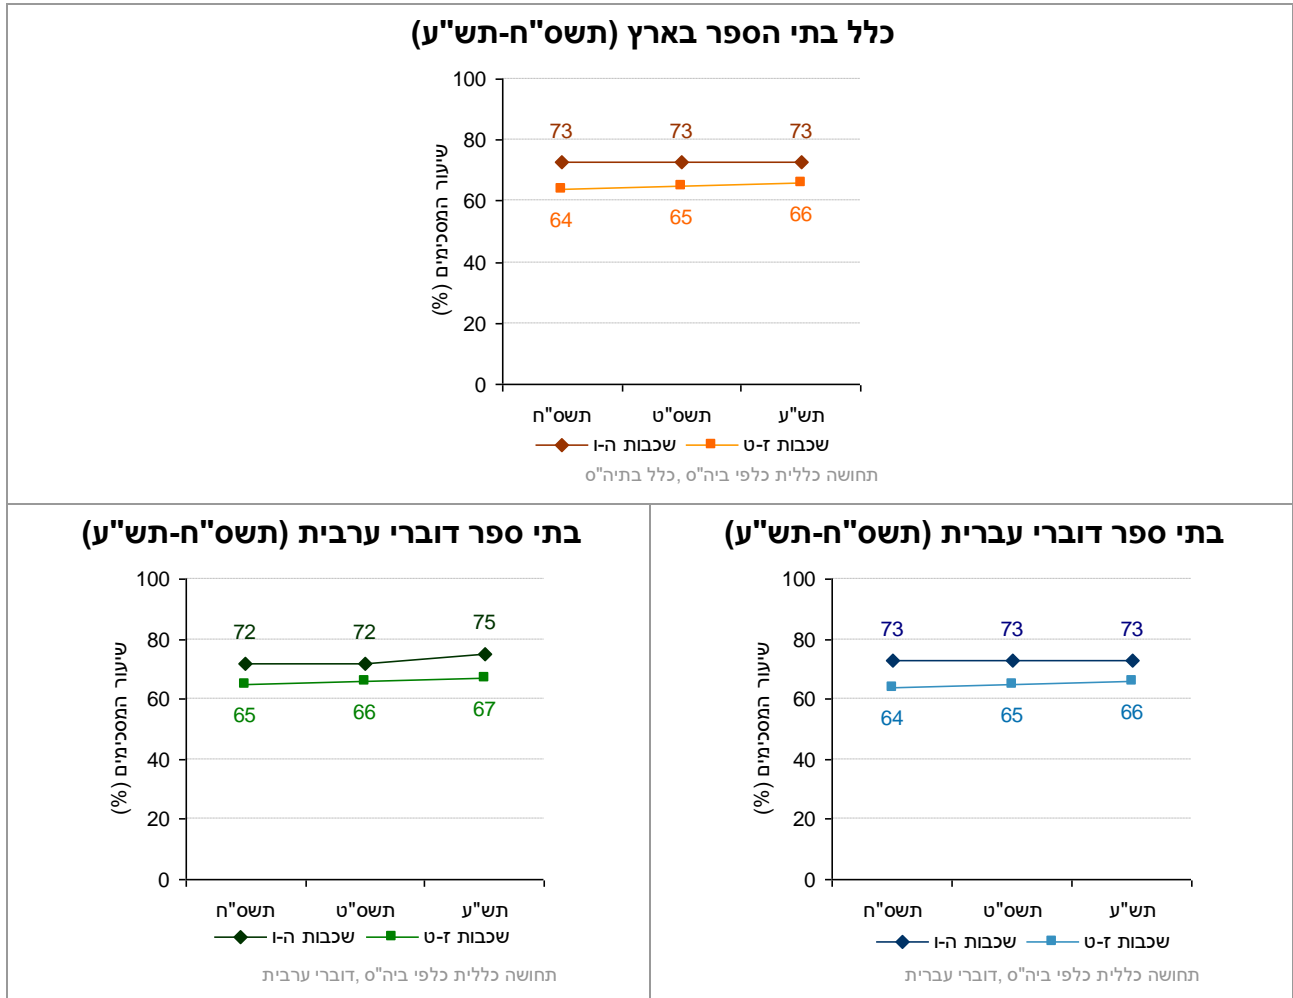 כלל בתי הספר בארץ (תשס"ח-תש"ע)
שיעור המסכימים (%)
100
80
60
40
20
0
73 73 73
64 65 66
תשס"ח תשס"ט תש"ע
שכבות ה-ו שכבות ז-ט
תחושה כללית כלפי ביה"ס ,כלל בתיה"ס
בתי ספר דוברי עברית (תשס"ח-תש"ע)
שיעור המסכימים (%)
100
80
60
40
20
0
73 73 73
64 65 66
תשס"ח תשס"ט תש"ע
שכבות ה-ו שכבות ז-ט
תחושה כללית כלפי ביה"ס ,דוברי עברית
בתי ספר דוברי ערבית (תשס"ח-תש"ע)
שיעור המסכימים (%)
100
80
60
40
20
0
72 72 75
65 66 67
תשס"ח תשס"ט תש"ע
שכבות ה-ו שכבות ז-ט
תחושה כללית כלפי ביה"ס ,דוברי ערבית